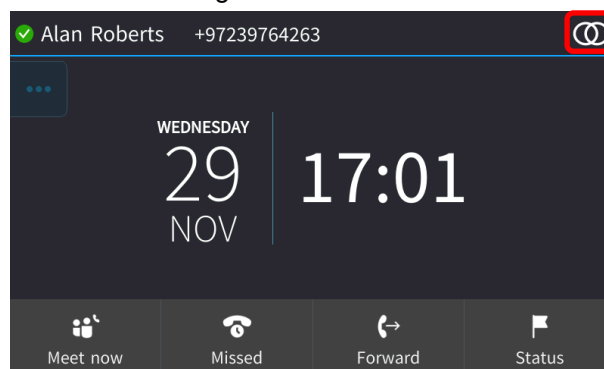 Alan Roberts +97239764263
WEDNESDAY
29
NOV
17:01
Meet now Missed Forward Status